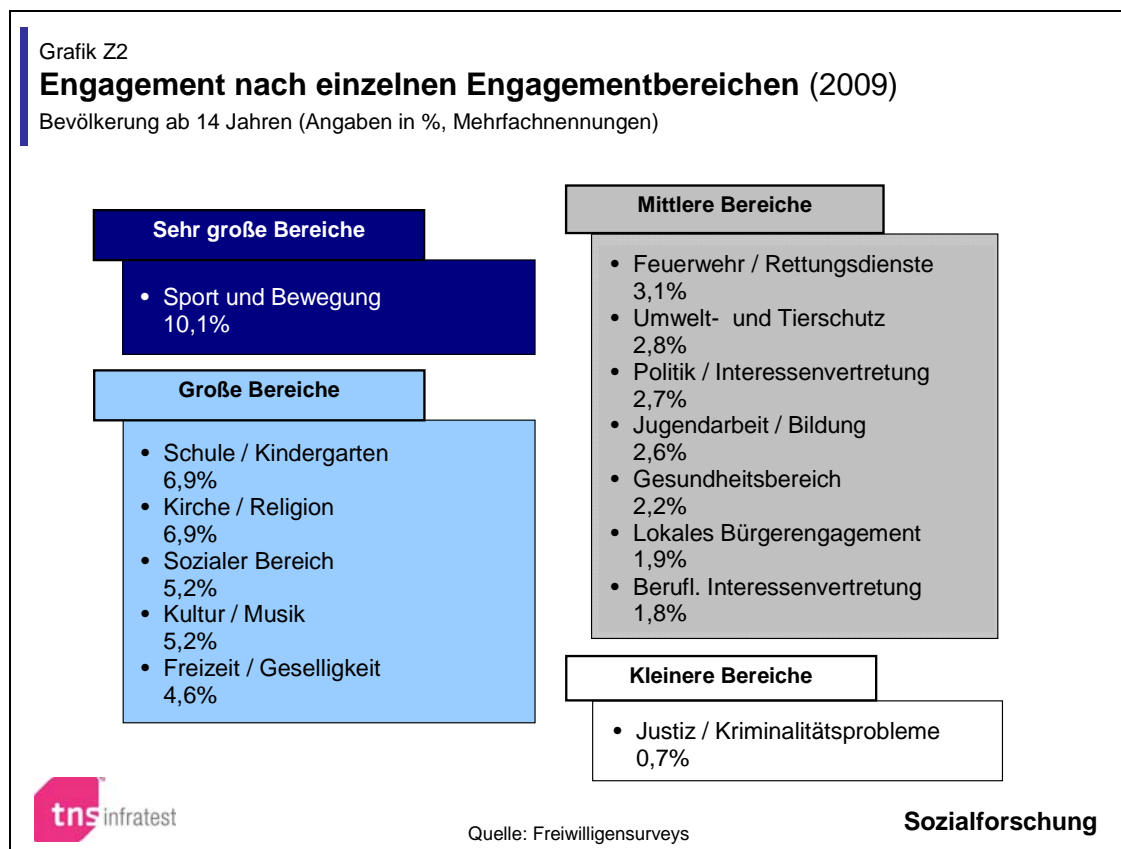 Grafik Z2
Engagement nach einzelnen Engagementbereichen (2009)
Bevölkerung ab 14 Jahren (Angaben in %, Mehrfachnennungen)
Sehr große Bereiche
• Sport und Bewegung
10,1%
Große Bereiche
• Schule / Kindergarten
6,9%
• Kirche / Religion
6,9%
• Sozialer Bereich
5,2%
• Kultur / Musik
5,2%
• Freizeit / Geselligkeit
4,6%
Mittlere Bereiche
• Feuerwehr / Rettungsdienste
3,1%
• Umwelt- und Tierschutz
2,8%
• Politik / Interessenvertretung
2,7%
• Jugendarbeit / Bildung
2,6%
• Gesundheitsbereich
2,2%
• Lokales Bürgerengagement
1,9%
• Berufl. Interessenvertretung
1,8%
Kleinere Bereiche
• Justiz / Kriminalitätsprobleme
0,7%
tns infratest
Quelle: Freiwilligensurveys
Sozialforschung